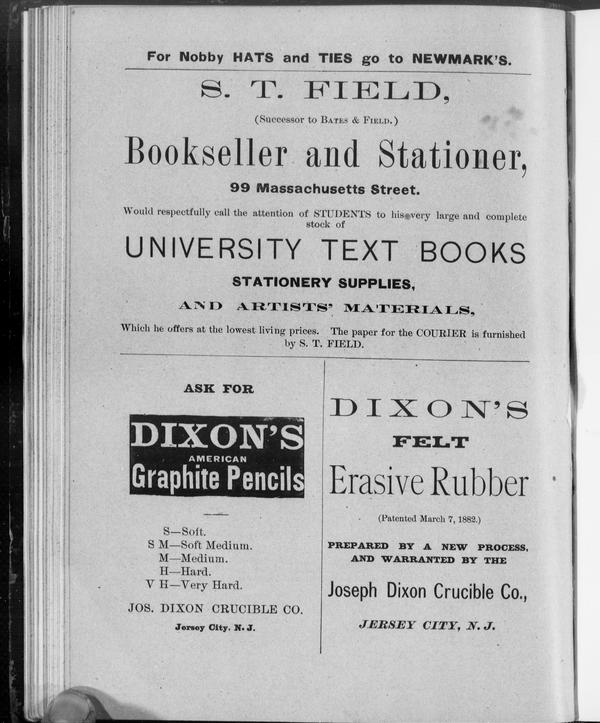 For Nobby HATS and TIES go to NEWMARK'S.
S. T. FIELD,
(Successor to BATES & FIELD.)
Bookseller and Stationer,
99 Massachusetts Street.
Would respectfully call the attention of STUDENTS to his very large and complete
stock of
UNIVERSITY TEXT BOOKS
STATIONERY SUPPLIES,
AND ARTISTS' MATERIALS,
Which he offers at the lowest living prices. The paper for the COURIER is furnished
by S. T. FIELD.
ASK FOR
DIXON'S
AMERICAN
Graphite Pencils
S—Soft.
S M—Soft Medium.
M—Medium.
H—Hard.
V H—Very Hard.
JOS. DIXON CRUCIBLE CO.
Jersey City, N. J.
DIXON'S
FELT
Erasive Rubber
(Patented March 7, 1882.)
PREPARED BY A NEW PROCESS,
AND WARRANTED BY THE
Joseph Dixon Crucible Co.,
JERSEY CITY, N. J.